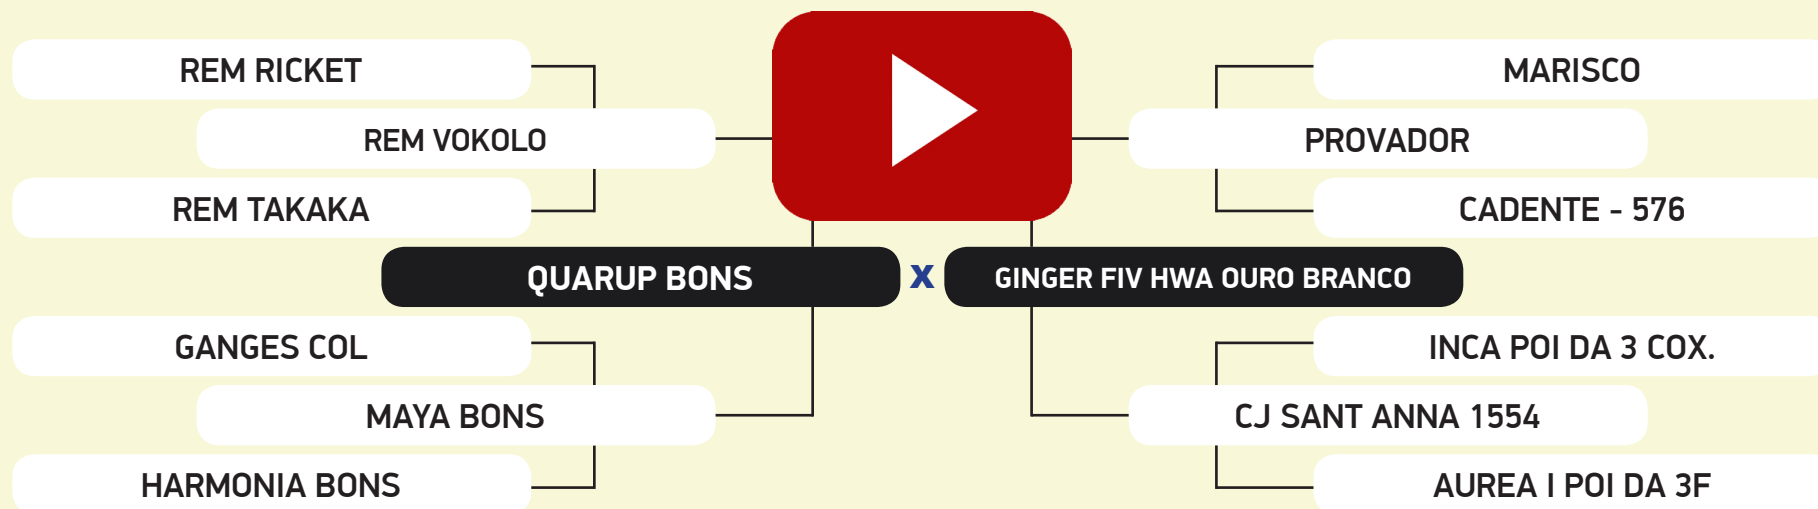 REM RICKET
MARISCO
REM VOKOLO
PROVADOR
REM TAKAKA
CADENTE - 576
QUARUP BONS X GINGER FIV HWA OURO BRANCO
GANGES COL
INCA POI DA 3 COX.
MAYA BONS
CJ SANT ANNA 1554
HARMONIA BONS
AUREA I POI DA 3F